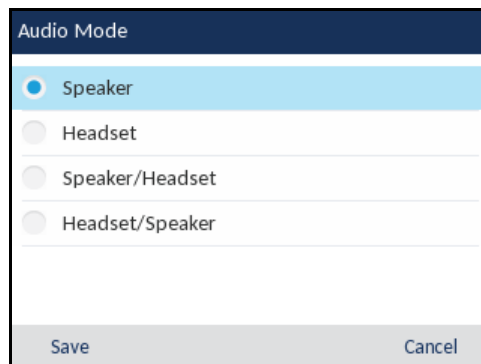 Audio Mode
Speaker
Headset
Speaker/Headset
Headset/Speaker
Save Cancel